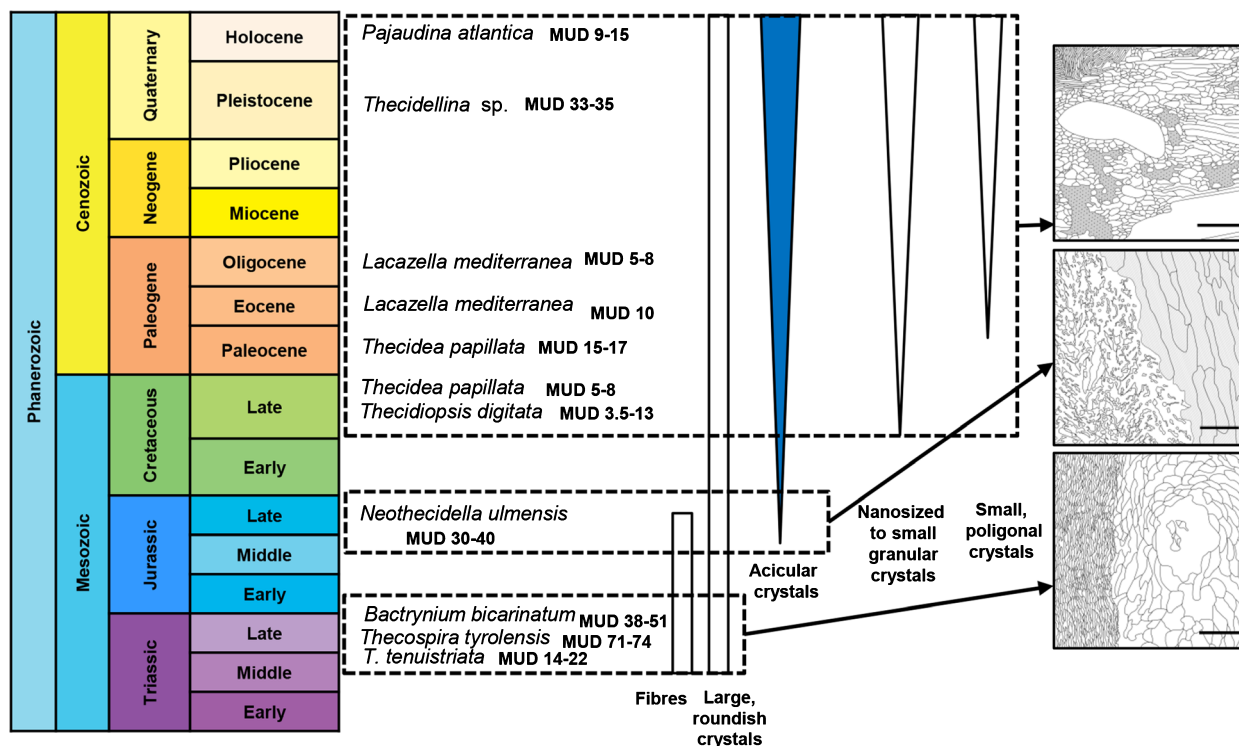 Phanerozoic
Cenozoic
Mesozoic
Quaternary
Neogene
Paleogene
Cretaceous
Jurassic
Triassic
Holocene
Pleistocene
Pliocene
Miocene
Oligocene
Eocene
Paleocene
Late
Early
Late
Middle
Early
Late
Middle
Early
Pajaudina atlantica MUD 9-15
Thecidellina sp. MUD 33-35
Lacazella mediterranea MUD 5-8
Lacazella mediterranea MUD 10
Thecidea papillata MUD 15-17
Thecidea papillata MUD 5-8
Thecidiopsis digitata MUD 3.5-13
Neothecidella ulmensis
MUD 30-40
Bactrynium bicarinatum MUD 38-51
Thecospira tyrolensis MUD 71-74
T. tenuistriata MUD 14-22
Fibres
Large,
roundish
crystals
Acicular
crystals
Nanosized
to small
granular
crystals
Small,
poligonal
crystals